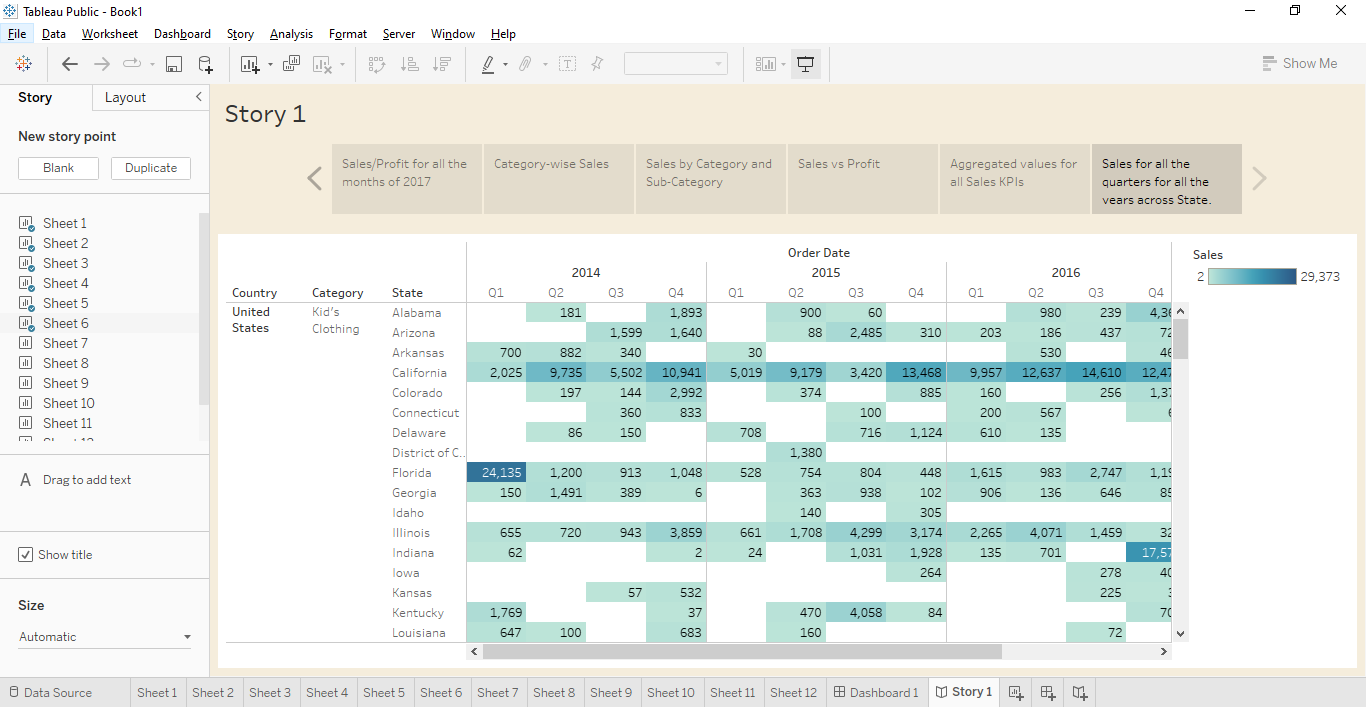 Tableau Public - Book1
File Data Worksheet Dashboard Story Analysis Format Server Window Help
Show Me
Story Layout
New story point
Blank Duplicate
Sheet 1
Sheet 2
Sheet 3
Sheet 4
Sheet 5
Sheet 6
Sheet 7
Sheet 8
Sheet 9
Sheet 10
Sheet 11
A Drag to add text
Show title
Size
Automatic
Story 1
Sales/Profit for all the
months of 2017
Category-wise Sales
Sales by Category and
Sub-Category
Sales vs Profit
Aggregated values for
all Sales KPIs
Sales for all the
quarters for all the
years across State.
Order Date
2014 2015 2016
Country Category State Q1 Q2 Q3 Q4 Q1 Q2 Q3 Q4 Q1 Q2 Q3 Q4
United
States
Kid's
Clothing
Alabama 181 1,893 900 60 980 239
Arizona 1,599 1,640 88 2,485 310 203 186 437
Arkansas 700 882 340 30 530
California 2,025 9,735 5,502 10,941 5,019 9,179 3,420 13,468 9,957 12,637 14,610
Colorado 197 144 2,992 374 885 160 256
Connecticut 360 833 100 200 567
Delaware 86 150 708 716 1,124 610 135
District of C.. 1,380
Florida 24,135 1,200 913 1,048 528 754 804 448 1,615 983 2,747
Georgia 150 1,491 389 6 363 938 102 906 136 646
Idaho 140 305
Illinois 655 720 943 3,859 661 1,708 4,299 3,174 2,265 4,071 1,459
Indiana 62 2 24 1,031 1,928 135 701
Iowa 264 278
Kansas 57 532 225
Kentucky 1,769 37 470 4,058 84
Louisiana 647 100 683 160 72
Sales
2 29,373
Data Source Sheet 1 Sheet 2 Sheet 3 Sheet 4 Sheet 5 Sheet 6 Sheet 7 Sheet 8 Sheet 9 Sheet 10 Sheet 11 Sheet 12 Dashboard 1 Story 1